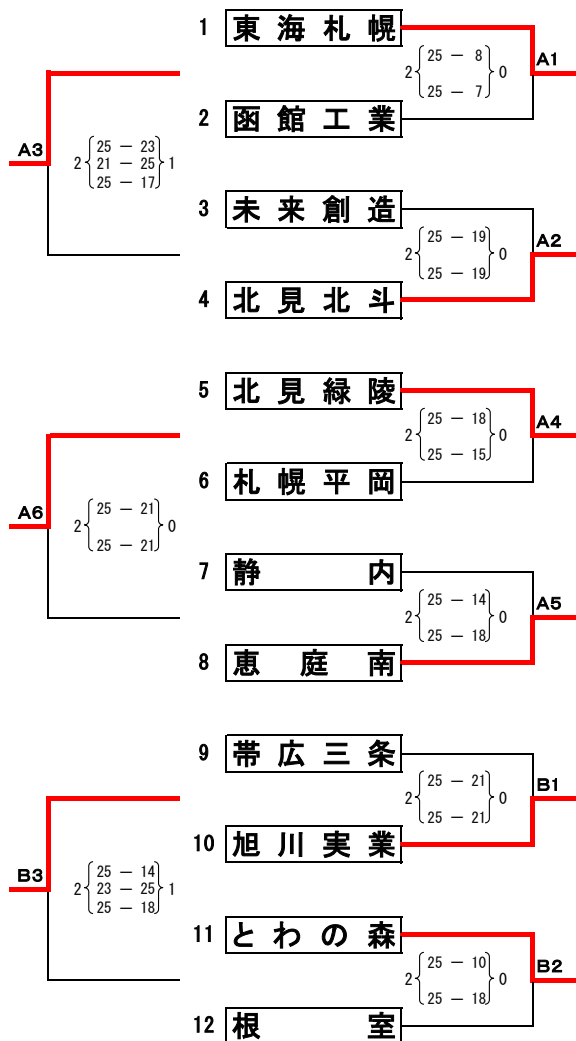 1 東海札幌
A1
2 { 25 － 8 } 0
25 － 7
2 函館工業
A3
2 { 25 － 23
21 － 25
25 － 17 } 1
3 未来創造
A2
2 { 25 － 19 } 0
25 － 19
4 北見北斗
5 北見緑陵
A4
2 { 25 － 18 } 0
25 － 15
6 札幌平岡
A6
2 { 25 － 21 } 0
25 － 21
7 静内
A5
2 { 25 － 14 } 0
25 － 18
8 恵庭南
9 帯広三条
B1
2 { 25 － 21 } 0
25 － 21
10 旭川実業
B3
2 { 25 － 14
23 － 25
25 － 18 } 1
11 とわの森
B2
2 { 25 － 10 } 0
25 － 18
12 根室